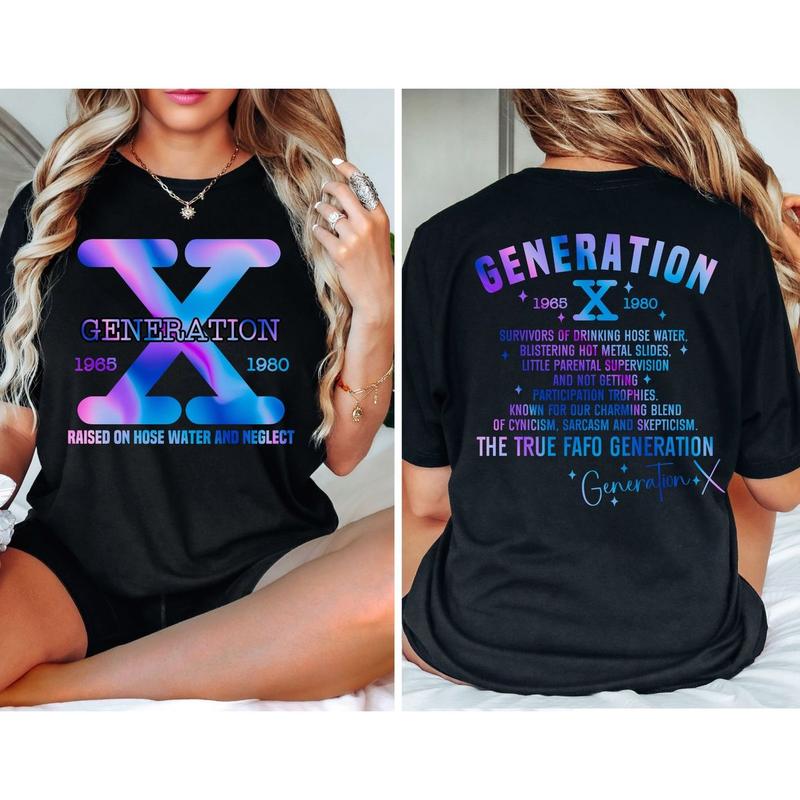 X
GENERATION
1965 1980
RAISED ON HOSE WATER AND NEGLECT
GENERATION
1965 X 1980
SURVIVORS OF DRINKING HOSE WATER,
BLISTERING HOT METAL SLIDES,
LITTLE PARENTAL SUPERVISION
AND NOT GETTING
PARTICIPATION TROPHIES.
KNOWN FOR OUR CHARMING BLEND
OF CYNICISM, SARCASM AND SKEPTICISM.
THE TRUE FAFO GENERATION
Generation X